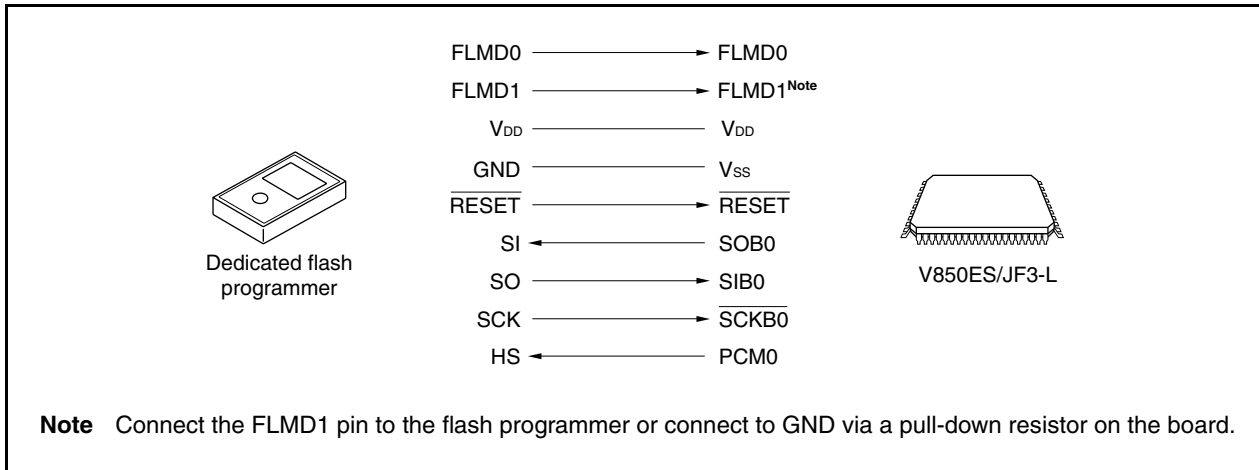 FLMD0 FLMD0
FLMD1 FLMD1Note
VDD VDD
GND VSS
RESET RESET
SI SOB0
SO SIB0
SCK SCKB0
HS PCM0
Dedicated flash
programmer
V850ES/JF3-L
Note Connect the FLMD1 pin to the flash programmer or connect to GND via a pull-down resistor on the board.